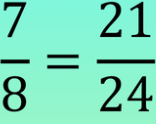 7/8 = 21/24